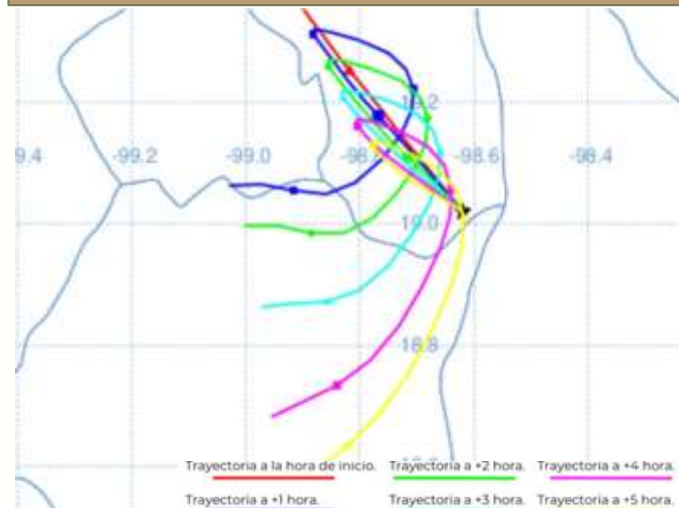 19.2
-99.2 -99.0 -98.6 -98.4
19.0
18.8
Trayectoria a la hora de inicio. Trayectoria a +2 hora. Trayectoria a +4 hora.
Trayectoria a +1 hora. Trayectoria a +3 hora. Trayectoria a +5 hora.